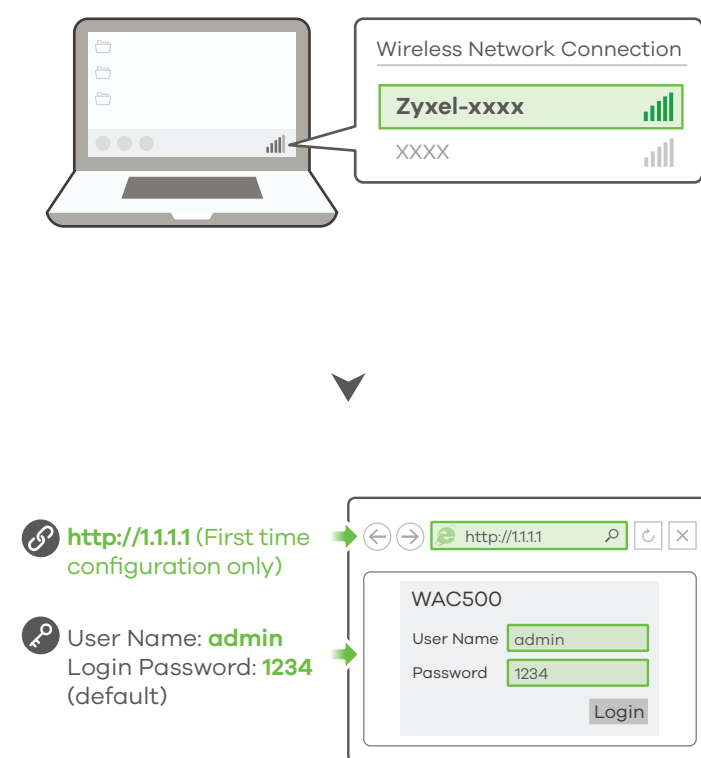 Wireless Network Connection
Zyxel-xxxx
XXXX
http://1.1.1.1 (First time
configuration only)
http://1.1.1.1
User Name: admin
Login Password: 1234
(default)
WAC500
User Name admin
Password 1234
Login